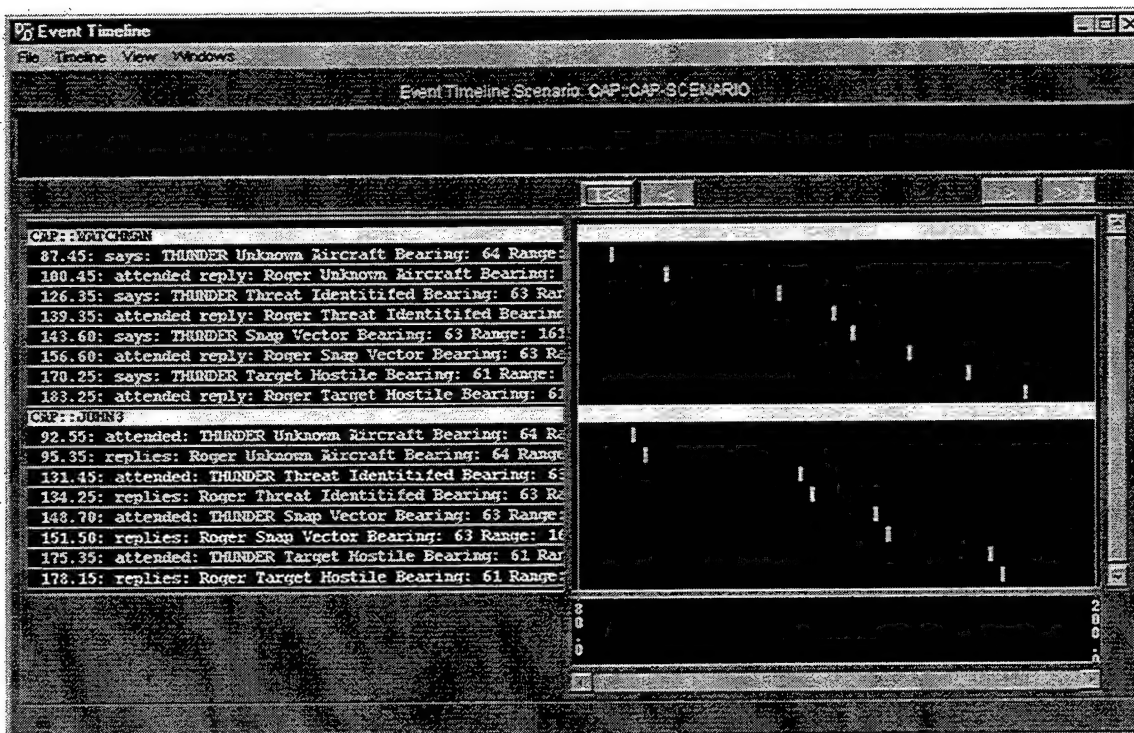 Event Timeline
File Timeline View Windows
Event Timeline Scenario: CAP::CAP-SCENARIO
|<< < > >>|
CAP::WATCHMAN
87.45: says: THUNDER Unknown Aircraft Bearing: 64 Range:
100.45: attended reply: Roger Unknown Aircraft Bearing:
126.35: says: THUNDER Threat Identitifed Bearing: 63 Ran
139.35: attended reply: Roger Threat Identitifed Bearing
143.60: says: THUNDER Snap Vector Bearing: 63 Range: 161
156.60: attended reply: Roger Snap Vector Bearing: 63 R
170.25: says: THUNDER Target Hostile Bearing: 61 Range:
183.25: attended reply: Roger Target Hostile Bearing: 61
CAP::JOHN3
92.55: attended: THUNDER Unknown Aircraft Bearing: 64 Ra
95.35: replies: Roger Unknown Aircraft Bearing: 64 Range
131.45: attended: THUNDER Threat Identitifed Bearing: 63
134.25: replies: Roger Threat Identitifed Bearing: 63 Ra
148.70: attended: THUNDER Snap Vector Bearing: 63 Range:
151.50: replies: Roger Snap Vector Bearing: 63 Range: 16
175.35: attended: THUNDER Target Hostile Bearing: 61 Ran
178.15: replies: Roger Target Hostile Bearing: 61 Range:
80.0 200.0